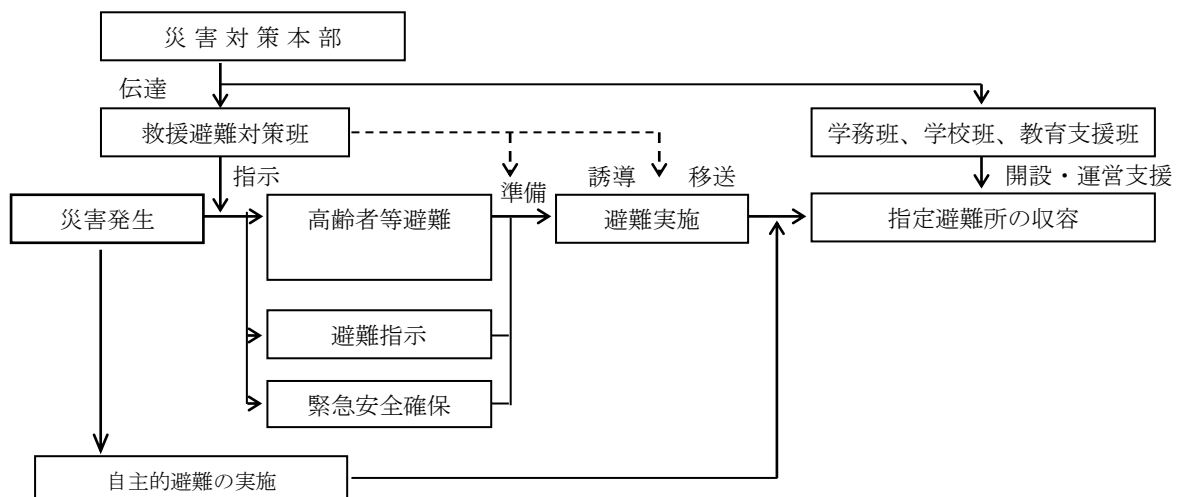 災害対策本部
伝達
救援避難対策班
学務班、学校班、教育支援班
指示
準備
誘導
移送
開設・運営支援
災害発生
高齢者等避難
避難実施
指定避難所の収容
避難指示
緊急安全確保
自主的避難の実施